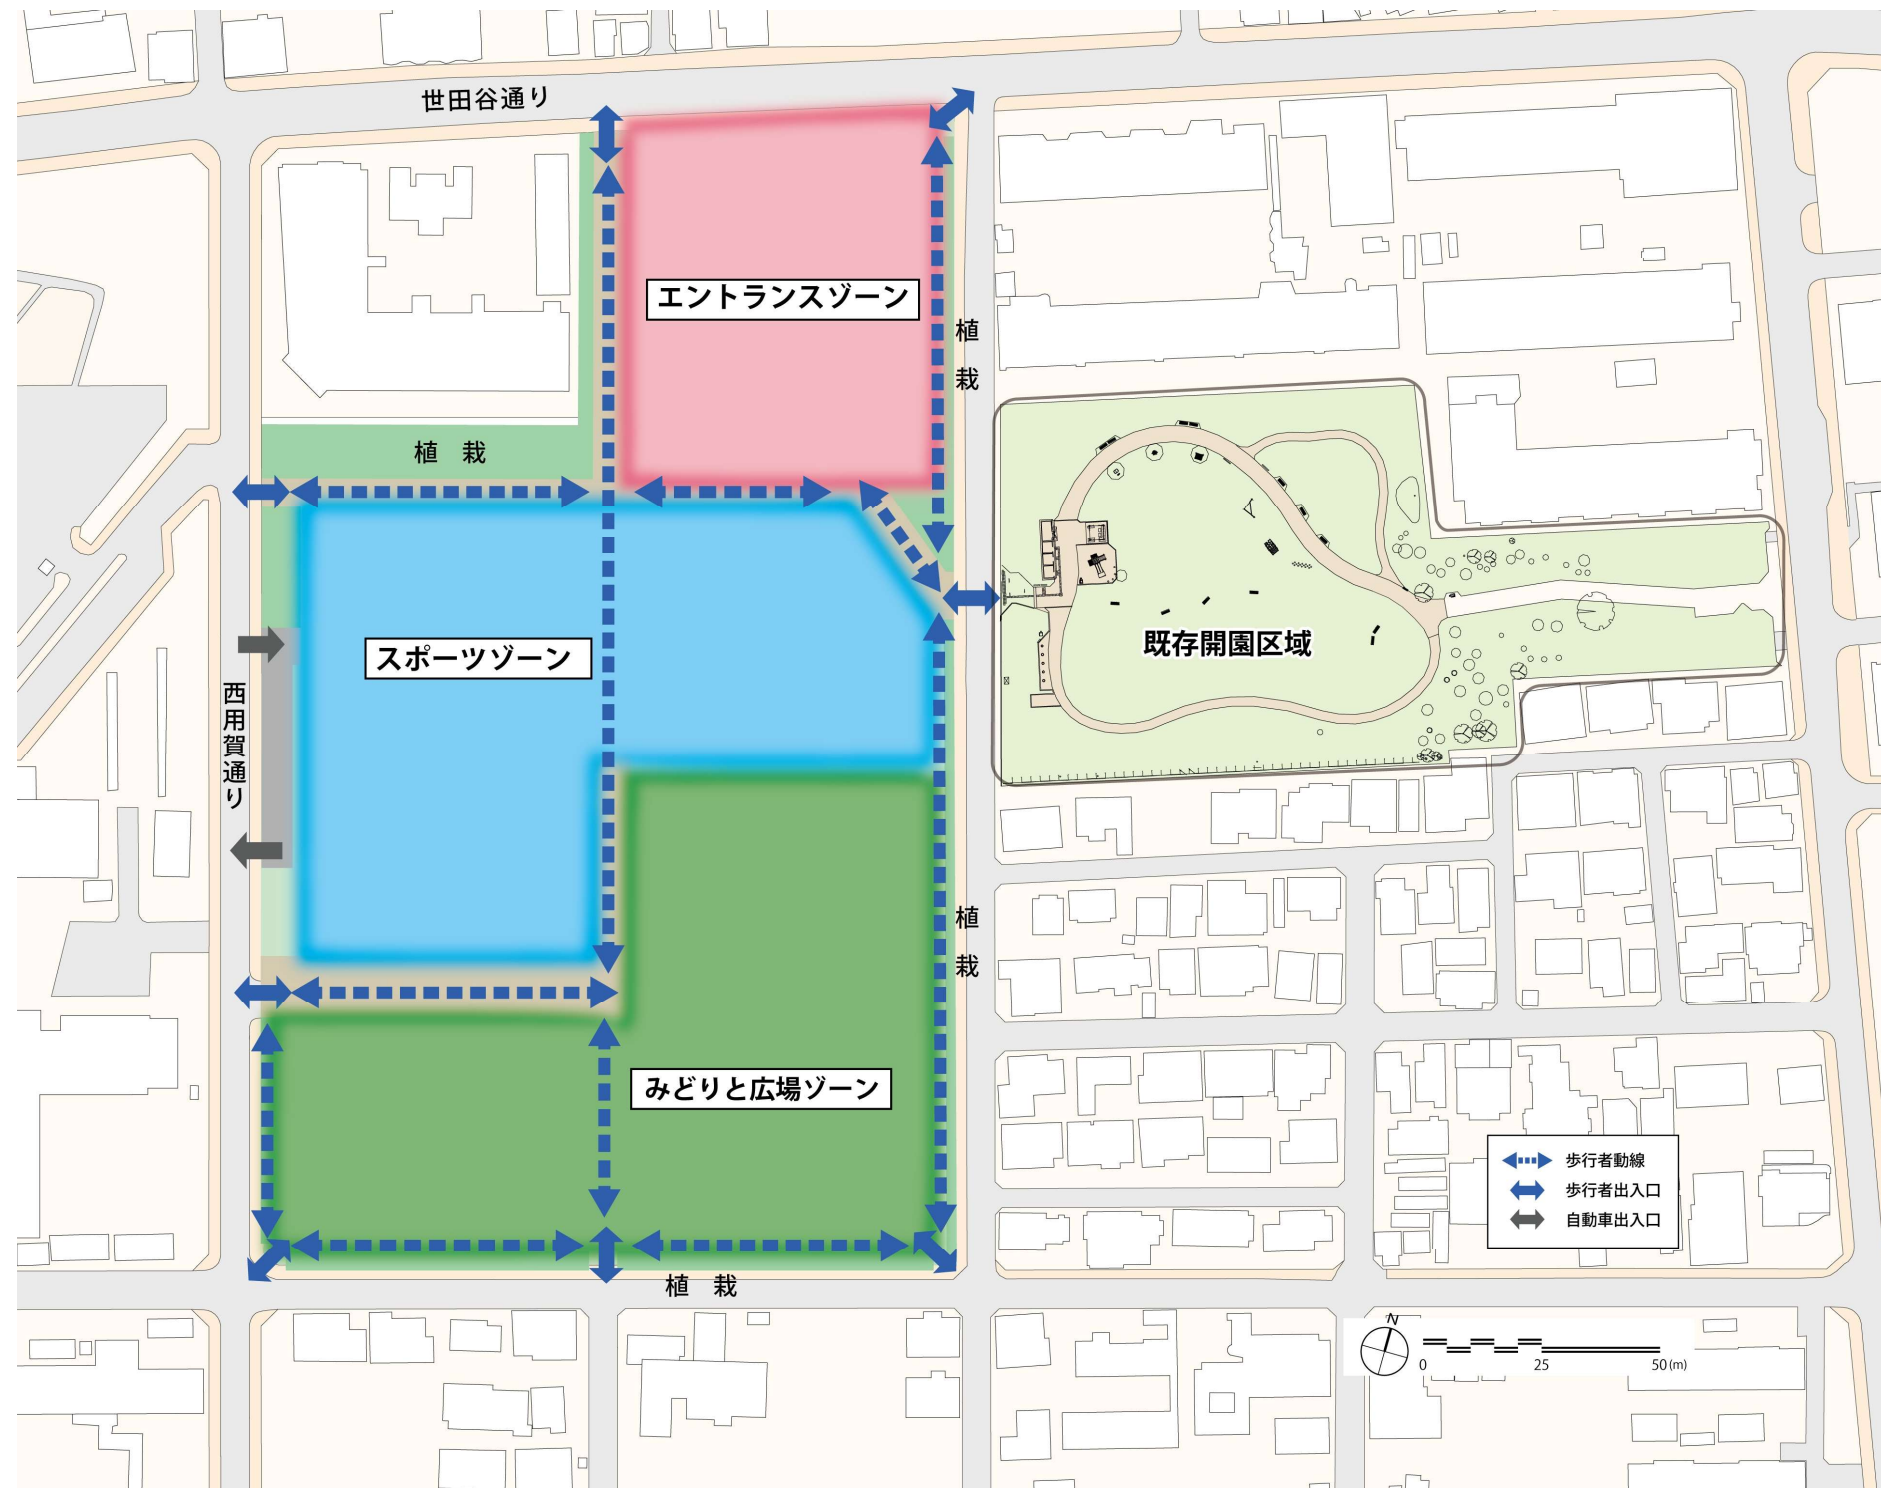 世田谷通り
エントランスゾーン
植栽
植栽
スポーツゾーン
既存開園区域
西用賀通り
植栽
みどりと広場ゾーン
歩行者動線
歩行者出入口
自動車出入口
植栽
N
0 25 50(m)